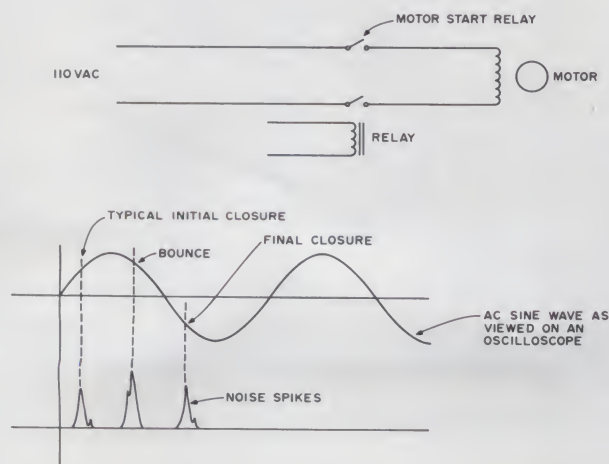 MOTOR START RELAY
110 VAC
MOTOR
RELAY
TYPICAL INITIAL CLOSURE
FINAL CLOSURE
BOUNCE
AC SINE WAVE AS
VIEWED ON AN
OSCILLOSCOPE
NOISE SPIKES